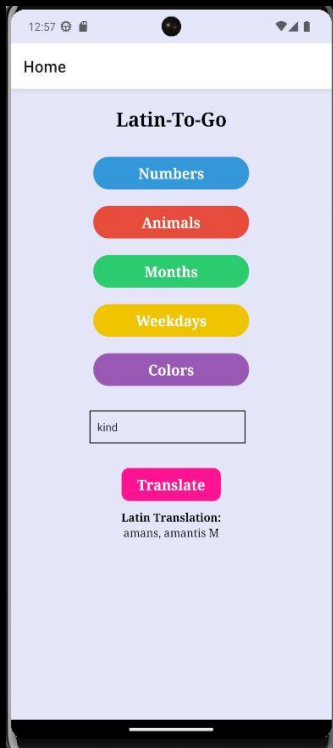 12:57
Home
Latin-To-Go
Numbers
Animals
Months
Weekdays
Colors
kind
Translate
Latin Translation:
amans, amantis M